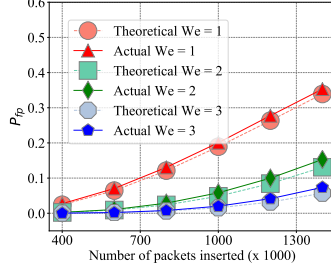 0.6
0.5
0.4
0.3
0.2
0.1
0.0
P_fp
Theoretical We = 1
Actual We = 1
Theoretical We = 2
Actual We = 2
Theoretical We = 3
Actual We = 3
400 700 1000 1300
Number of packets inserted (x 1000)